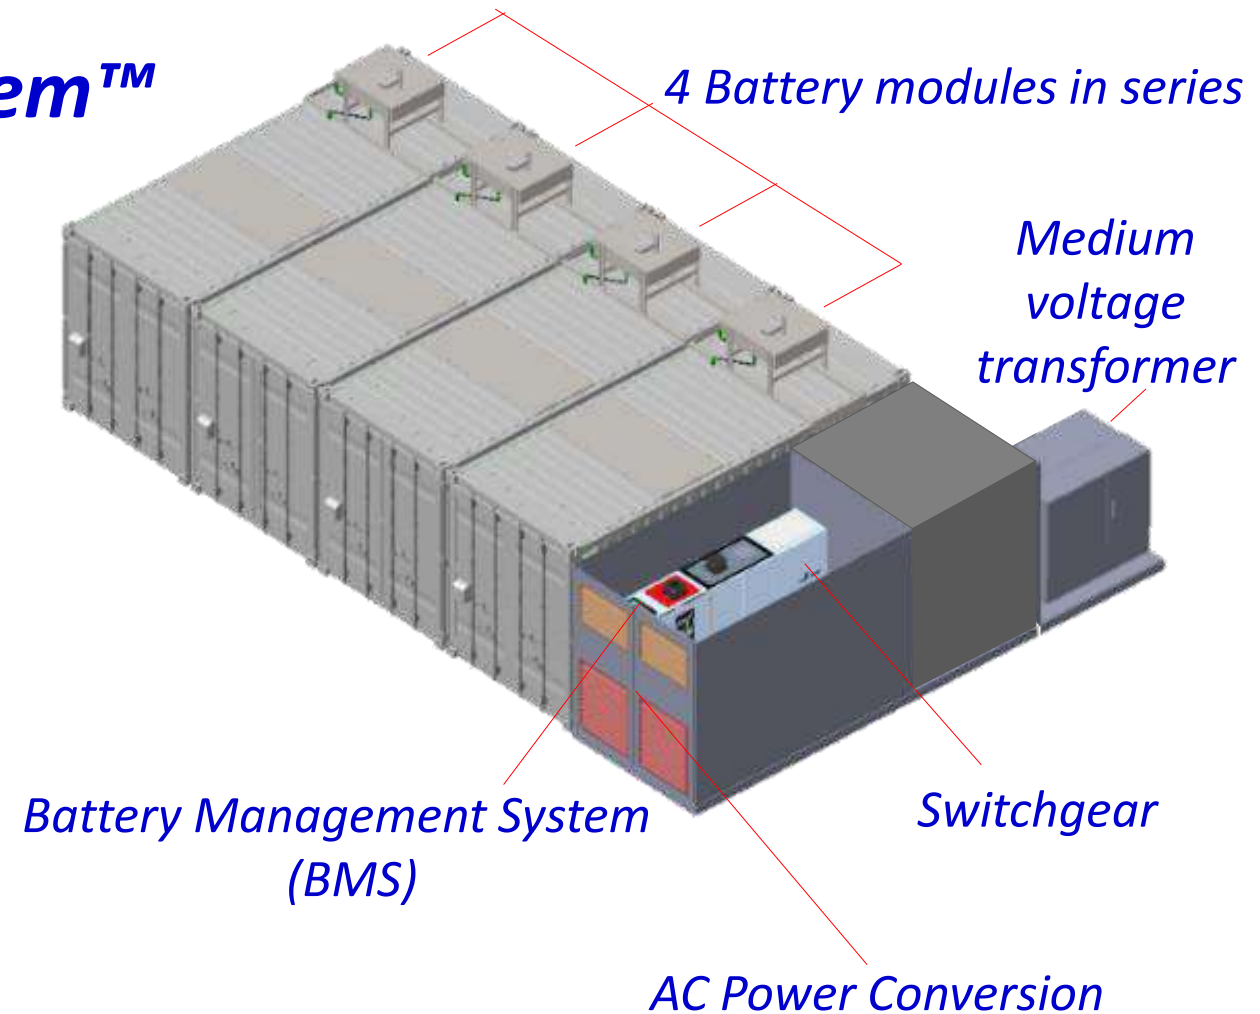 em™
4 Battery modules in series
Medium
voltage
transformer
Battery Management System
(BMS)
Switchgear
AC Power Conversion